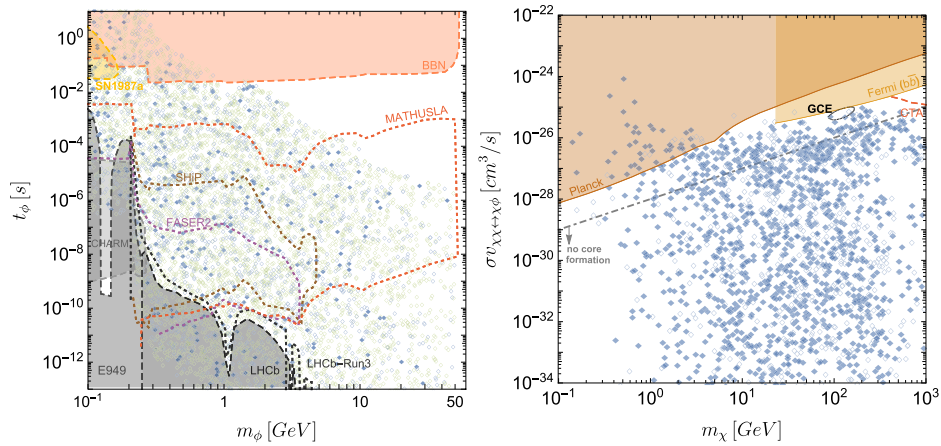 10^0
10^-2
10^-4
10^-6
10^-8
10^-10
10^-12
t_ϕ [s]
BBN
SN1987a
MATHUSLA
SHiP
FASER2
CHARM
E949
LHCb
LHCb-Run3
10^-1
1
10
50
m_ϕ [GeV]
10^-22
10^-24
10^-26
10^-28
10^-30
10^-32
10^-34
σv_χχ↔χϕ [cm^3/s]
Fermi (bb̅)
GCE
CTA
Planck
no core
formation
10^-1
10^0
10^1
10^2
10^3
m_χ [GeV]